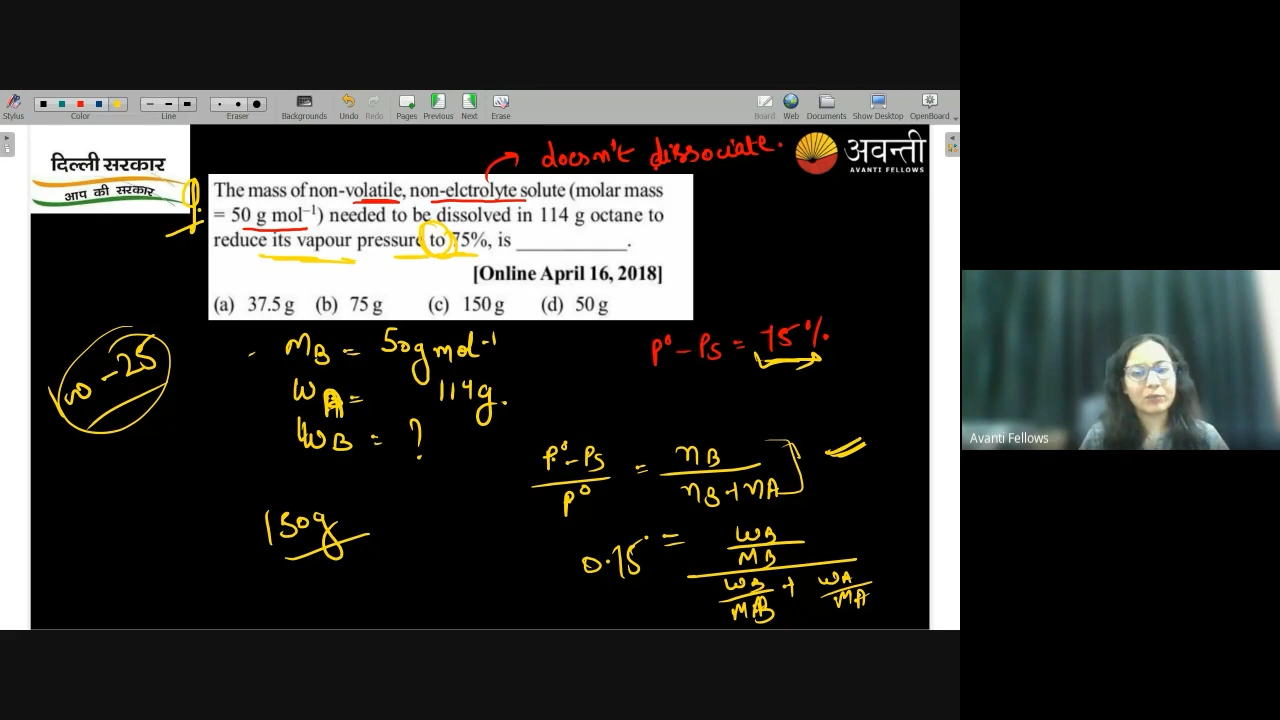 Stylus
Line
Eraser
Backgrounds
Undo
Redo
Pages
Previous
Next
Erase
Board
Web
Documents
Show Desktop
OpenBoard
दिल्ली सरकार
आप की सरकार
doesn't dissociate.
अवन्ती
AVANTI FELLOWS
Q.
The mass of non-volatile, non-elctrolyte solute (molar mass
= 50 g mol⁻¹) needed to be dissolved in 114 g octane to
reduce its vapour pressure to 75%, is __________.
[Online April 16, 2018]
(a) 37.5 g (b) 75 g (c) 150 g (d) 50 g
100 - 25
MB = 50g mol⁻¹
WA = 114g.
WB = ?
150g
P° - Ps = 75%
P° - Ps / P° = nB / nB + nA
0.75 = WB/MB / WB/MB + WA/MA
Avanti Fellows